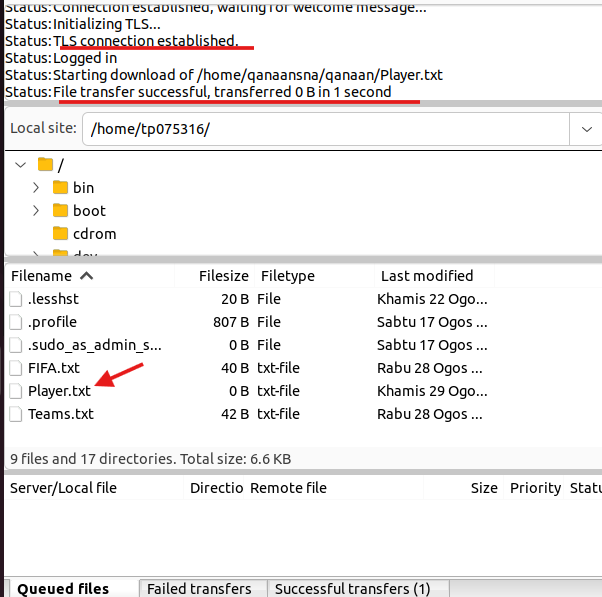 Status:Connection established, waiting for welcome message...
Status:Initializing TLS...
Status:TLS connection established.
Status:Logged in
Status:Starting download of /home/qanaansna/qanaan/Player.txt
Status:File transfer successful, transferred 0 B in 1 second
Local site: /home/tp075316/
/
bin
boot
cdrom
dev
Filename Filesize Filetype Last modified
.lesshst 20 B File Khamis 22 Ogo...
.profile 807 B File Sabtu 17 Ogos ...
.sudo_as_admin_s... 0 B File Sabtu 17 Ogos ...
FIFA.txt 40 B txt-file Rabu 28 Ogos ...
Player.txt 0 B txt-file Khamis 29 Ogo...
Teams.txt 42 B txt-file Rabu 28 Ogos ...
9 files and 17 directories. Total size: 6.6 KB
Server/Local file Directio Remote file Size Priority Statu
Queued files Failed transfers Successful transfers (1)